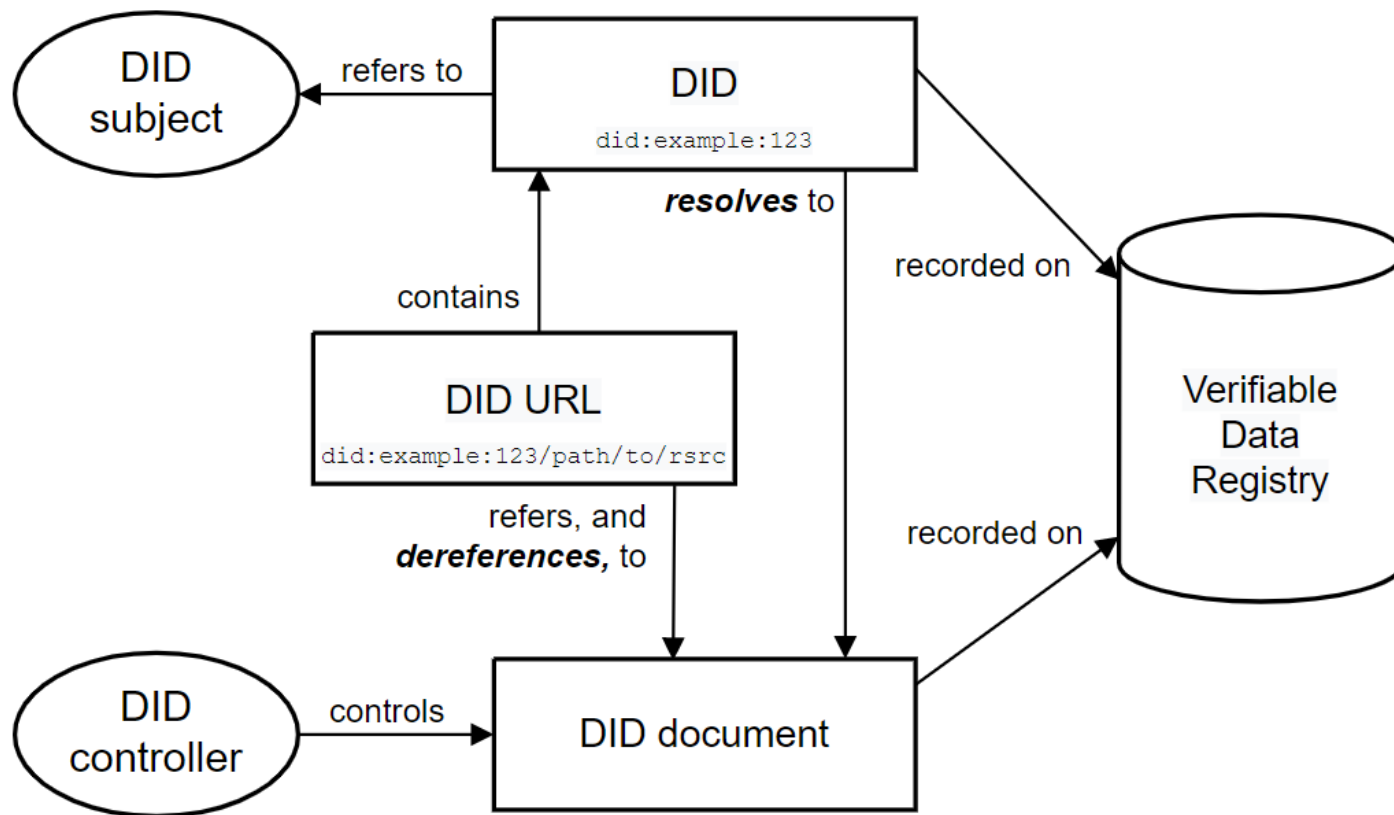 DID
subject
refers to
DID
did:example:123
resolves to
recorded on
contains
DID URL
did:example:123/path/to/rsrc
Verifiable
Data
Registry
refers, and
dereferences, to
recorded on
DID
controller
controls
DID document